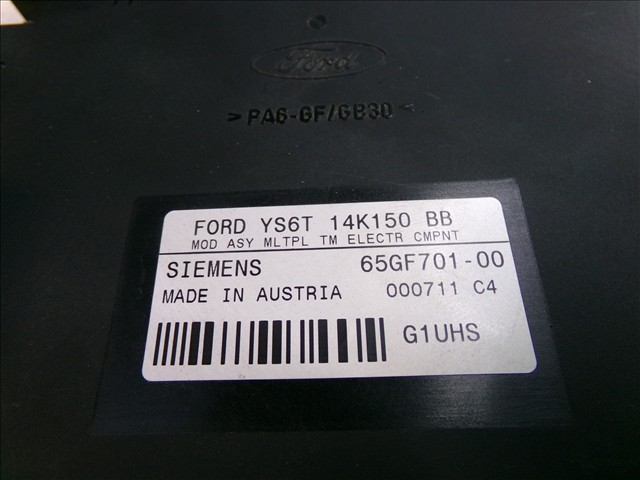 Ford
>PA6-GF/GB30<
FORD YS6T 14K150 BB
MOD ASY MLTPL TM ELECTR CMPNT
SIEMENS 65GF701-00
MADE IN AUSTRIA 000711 C4
G1UHS